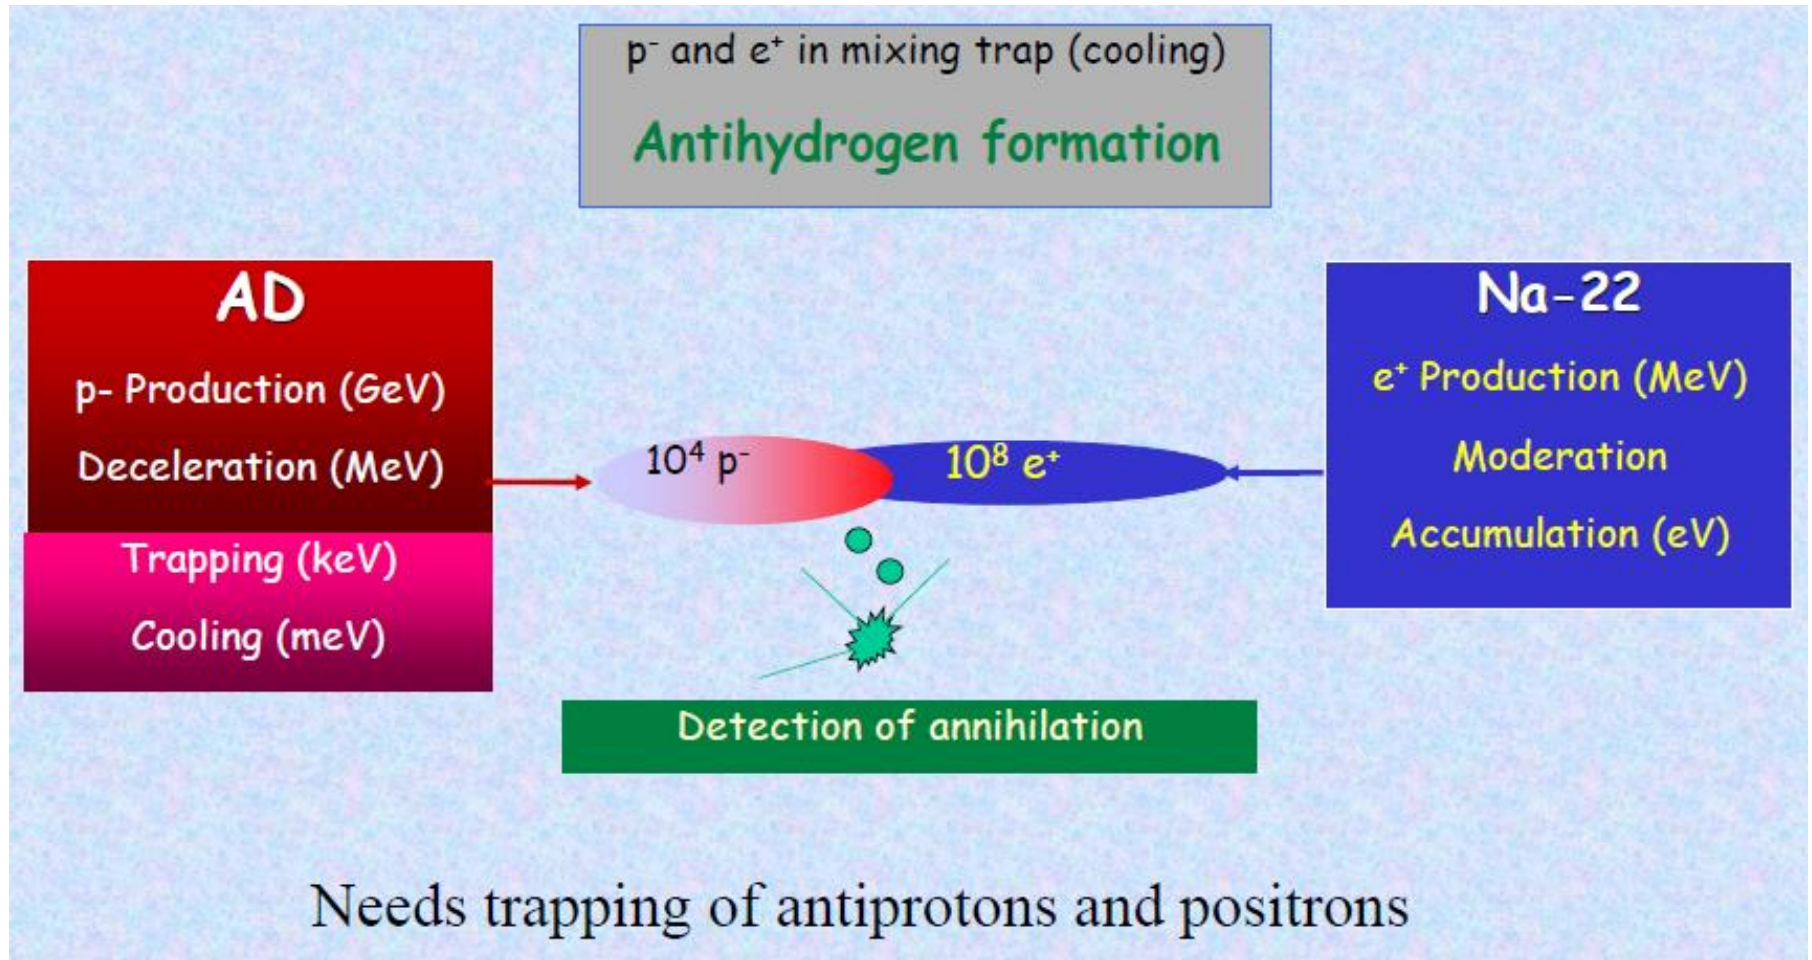 p⁻ and e⁺ in mixing trap (cooling)
Antihydrogen formation
AD
p- Production (GeV)
Deceleration (MeV)
Trapping (keV)
Cooling (meV)
10⁴ p⁻
10⁸ e⁺
Na-22
e⁺ Production (MeV)
Moderation
Accumulation (eV)
Detection of annihilation
Needs trapping of antiprotons and positrons